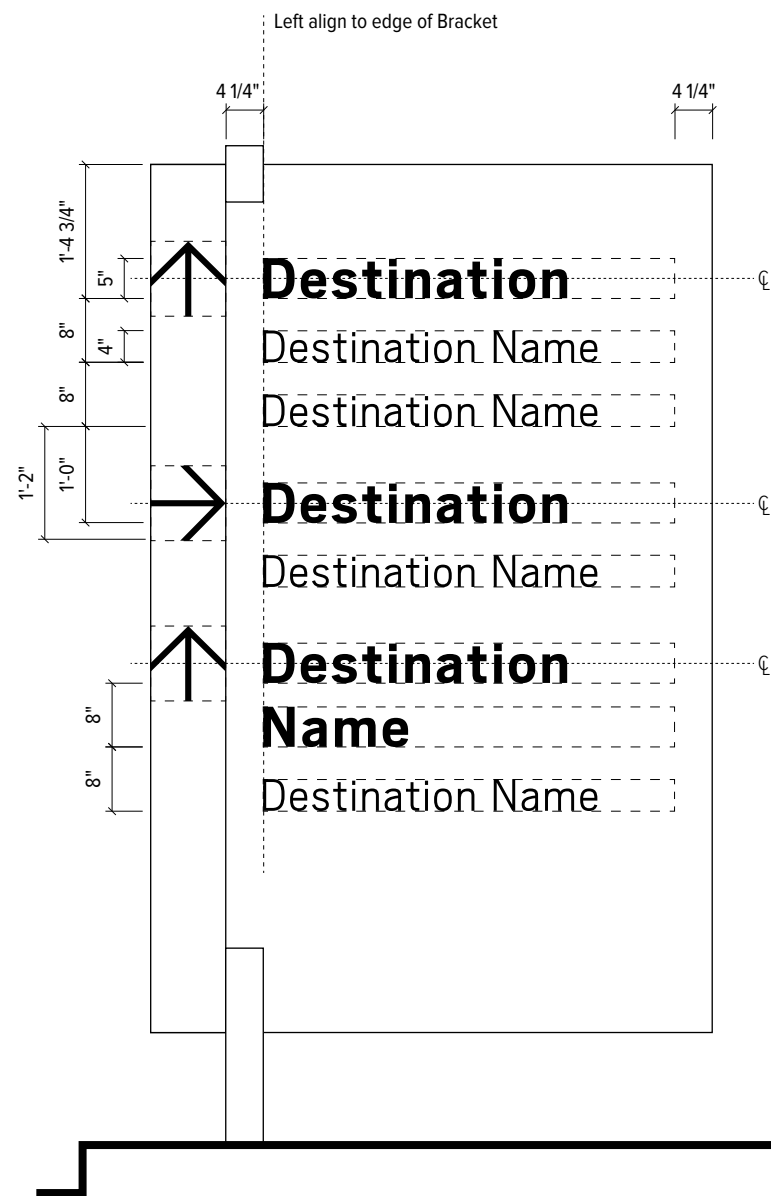 Left align to edge of Bracket
4 1/4" 4 1/4"
1'-4 3/4"
5"
Destination
℄
8"
4"
Destination Name
8"
Destination Name
1'-2"
1'-0"
Destination
℄
Destination Name
Destination
℄
8"
Name
8"
Destination Name